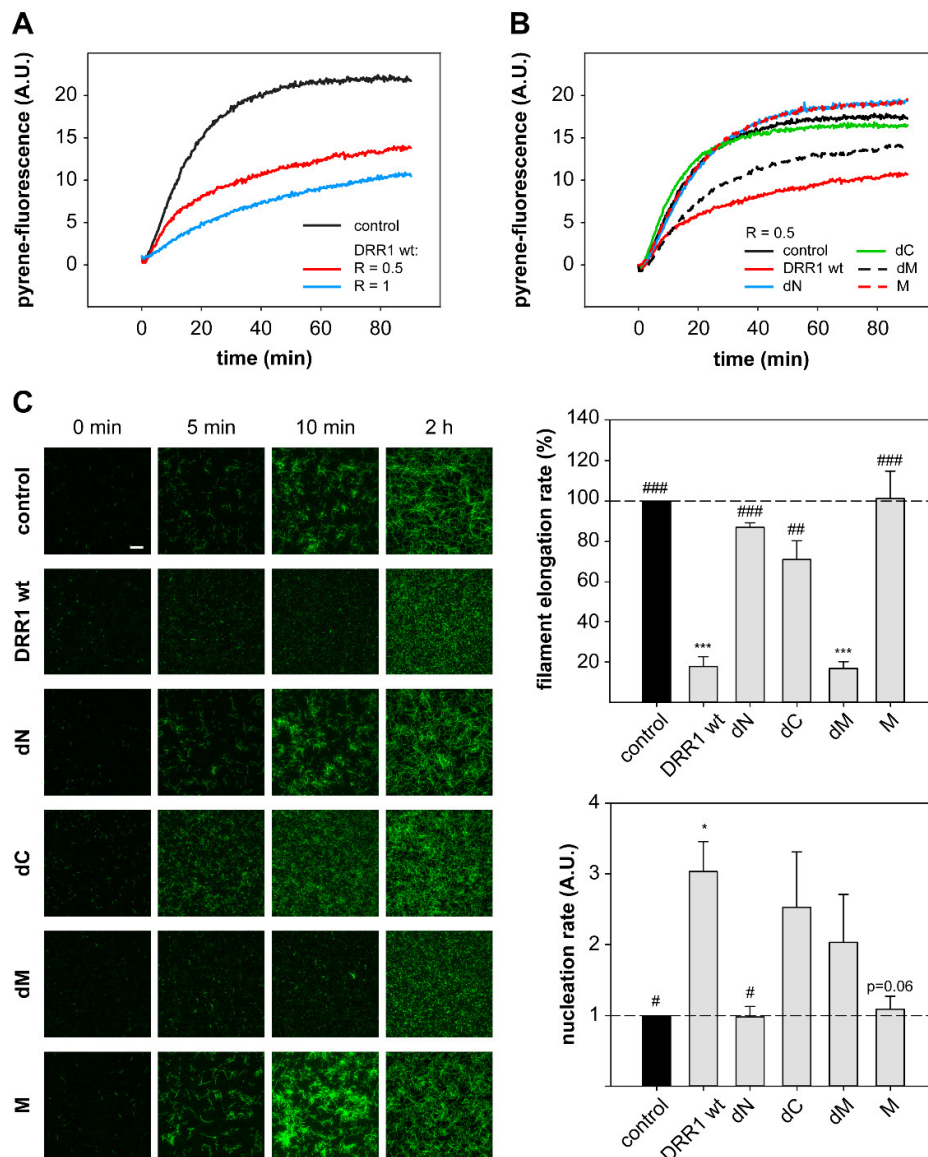 A
pyrene-fluorescence (A.U.)
20
15
10
5
0
control
DRR1 wt:
R = 0.5
R = 1
0 20 40 60 80
time (min)
B
pyrene-fluorescence (A.U.)
20
15
10
5
0
R = 0.5
control
DRR1 wt
dN
dC
dM
M
0 20 40 60 80
time (min)
C
0 min 5 min 10 min 2 h
control
DRR1 wt
dN
dC
dM
M
filament elongation rate (%)
140
120
100
80
60
40
20
###
***
###
##
***
###
control
DRR1 wt
dN
dC
dM
M
nucleation rate (A.U.)
4
3
2
1
#
*
#
p=0.06
control
DRR1 wt
dN
dC
dM
M